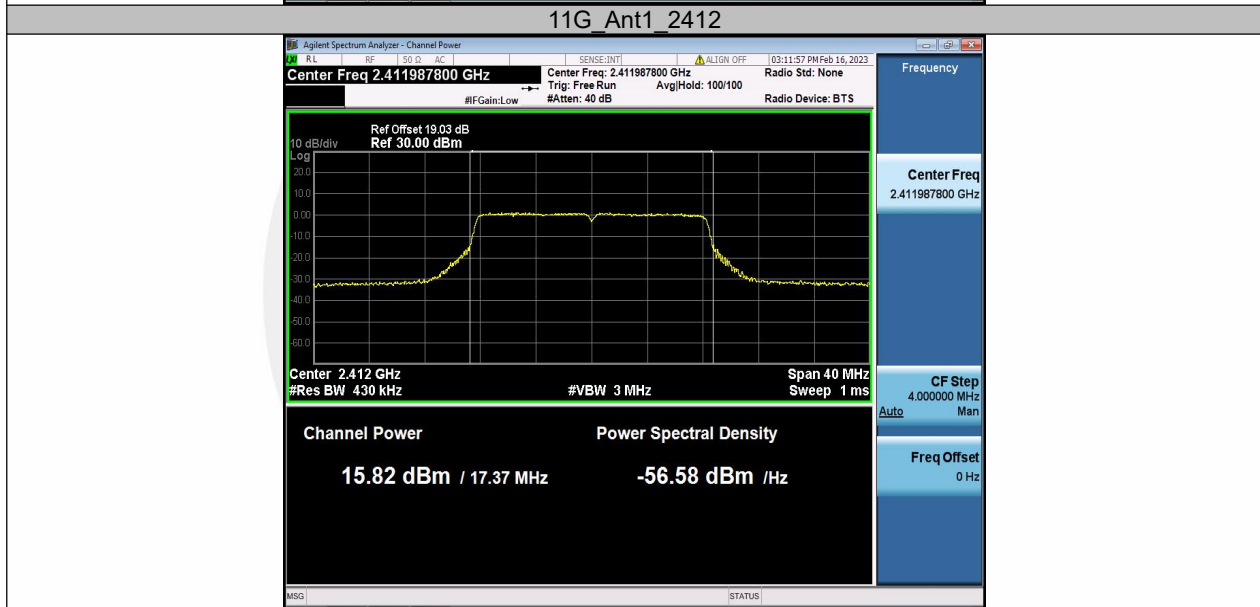 11G_Ant1_2412
Agilent Spectrum Analyzer - Channel Power
LXI RL RF 50 Ω AC SENSE:INT ALIGN OFF 03:11:57 PM Feb 16, 2023
Center Freq 2.411987800 GHz
Center Freq: 2.411987800 GHz
Radio Std: None
Trig: Free Run Avg|Hold: 100/100
#IFGain:Low #Atten: 40 dB Radio Device: BTS
Ref Offset 19.03 dB
10 dB/div Ref 30.00 dBm
Log
20.0
10.0
0.00
-10.0
-20.0
-30.0
-40.0
-50.0
-60.0
Center 2.412 GHz Span 40 MHz
#Res BW 430 kHz #VBW 3 MHz Sweep 1 ms
Channel Power Power Spectral Density
15.82 dBm / 17.37 MHz -56.58 dBm /Hz
Frequency
Center Freq
2.411987800 GHz
CF Step
4.000000 MHz
Auto Man
Freq Offset
0 Hz
MSG STATUS